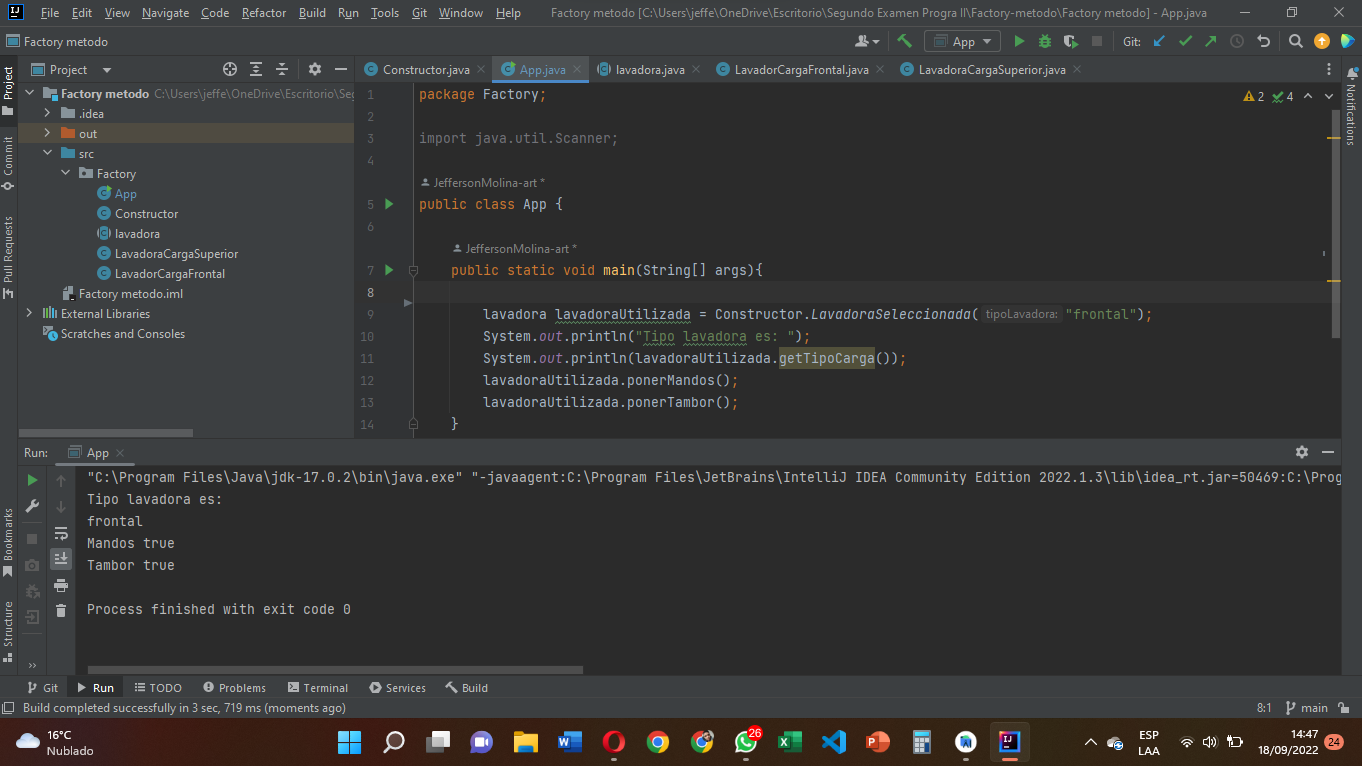 File Edit View Navigate Code Refactor Build Run Tools Git Window Help Factory metodo [C:\Users\jeffe\OneDrive\Escritorio\Segundo Examen Progra II\Factory-metodo\Factory metodo] - App.java
Factory metodo App Git:
Project Constructor.java App.java lavadora.java LavadorCargaFrontal.java LavadoraCargaSuperior.java
Project
Commit
Pull Requests
Bookmarks
Structure
Notifications
Factory metodo C:\Users\jeffe\OneDrive\Escritorio\Se
.idea
out
src
Factory
App
Constructor
lavadora
LavadoraCargaSuperior
LavadorCargaFrontal
Factory metodo.iml
External Libraries
Scratches and Consoles
2 4
1 package Factory;
2
3 import java.util.Scanner;
4
JeffersonMolina-art *
5 public class App {
6
JeffersonMolina-art *
7 public static void main(String[] args){
8
9 lavadora lavadoraUtilizada = Constructor.LavadoraSeleccionada( tipoLavadora: "frontal");
10 System.out.println("Tipo lavadora es: ");
11 System.out.println(lavadoraUtilizada.getTipoCarga());
12 lavadoraUtilizada.ponerMandos();
13 lavadoraUtilizada.ponerTambor();
14 }
Run: App
"C:\Program Files\Java\jdk-17.0.2\bin\java.exe" "-javaagent:C:\Program Files\JetBrains\IntelliJ IDEA Community Edition 2022.1.3\lib\idea_rt.jar=50469:C:\Prog
Tipo lavadora es:
frontal
Mandos true
Tambor true
Process finished with exit code 0
Git Run TODO Problems Terminal Services Build
Build completed successfully in 3 sec, 719 ms (moments ago) 8:1 main
16°C
Nublado
26
ESP
LAA
14:47
18/09/2022
24